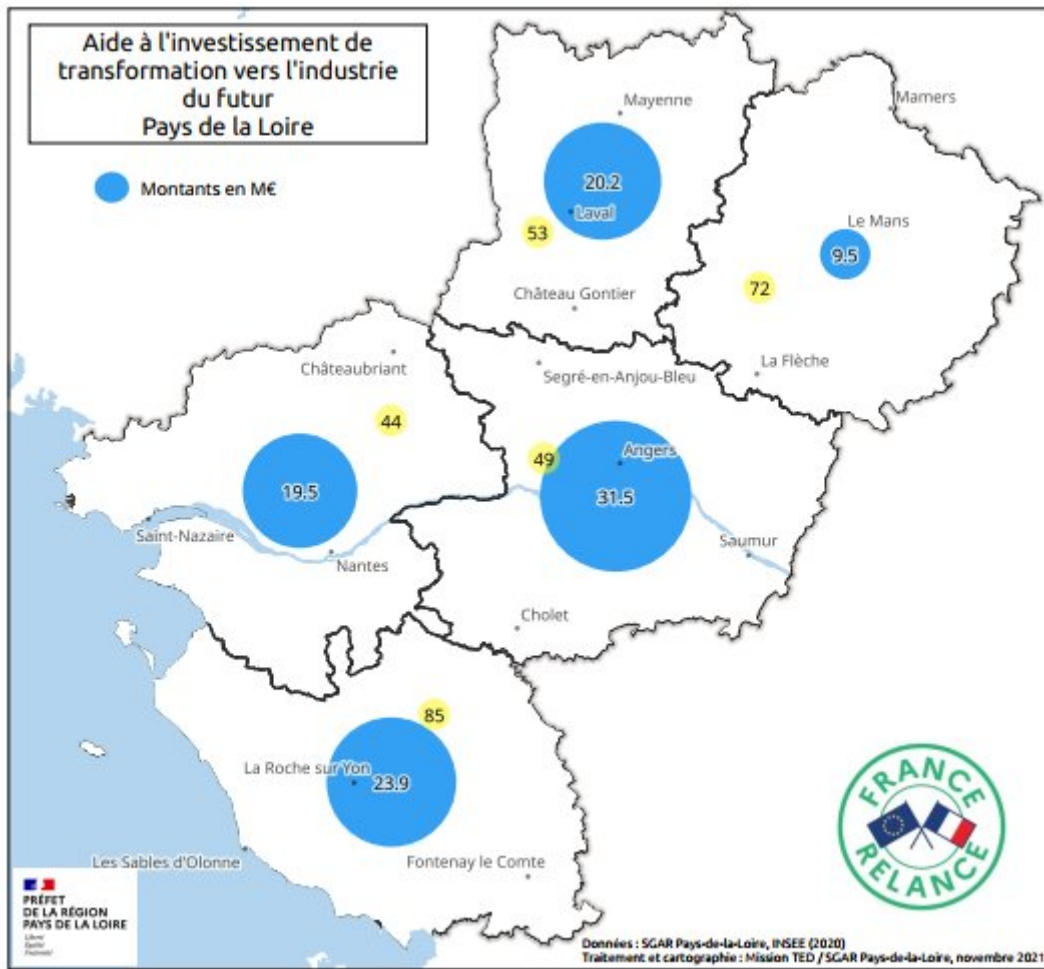 Aide à l'investissement de
transformation vers l'industrie
du futur
Pays de la Loire
Montants en M€
Mayenne
Mamers
20.2
Laval
53
Le Mans
9.5
72
Château Gontier
La Flèche
Châteaubriant
Segré-en-Anjou-Bleu
44
49
Angers
19.5
31.5
Saint-Nazaire
Nantes
Saumur
Cholet
85
La Roche sur Yon
23.9
Les Sables d'Olonne
Fontenay le Comte
FRANCE
RELANCE
PRÉFET
DE LA RÉGION
PAYS DE LA LOIRE
Liberté
Égalité
Fraternité
Données : SGAR Pays-de-la-Loire, INSEE (2020)
Traitement et cartographie : Mission TED / SGAR Pays-de-la-Loire, novembre 2021